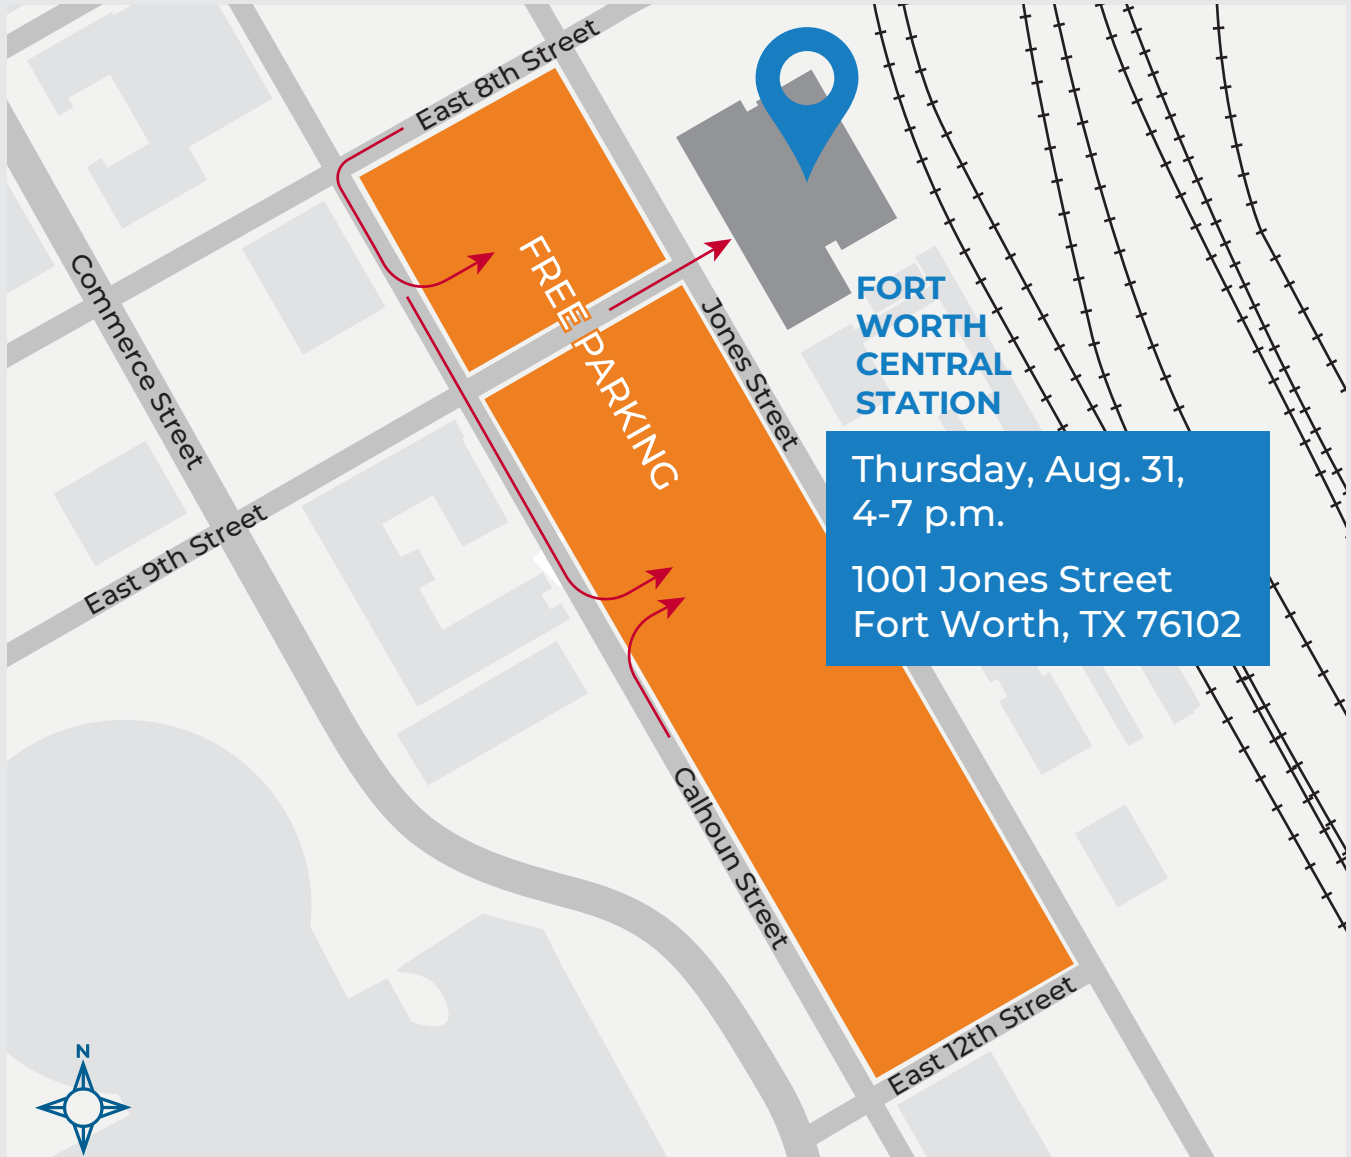 East 8th Street
FREE PARKING
Commerce Street
Jones Street
FORT
WORTH
CENTRAL
STATION
Thursday, Aug. 31,
4-7 p.m.
1001 Jones Street
Fort Worth, TX 76102
East 9th Street
Calhoun Street
East 12th Street
N